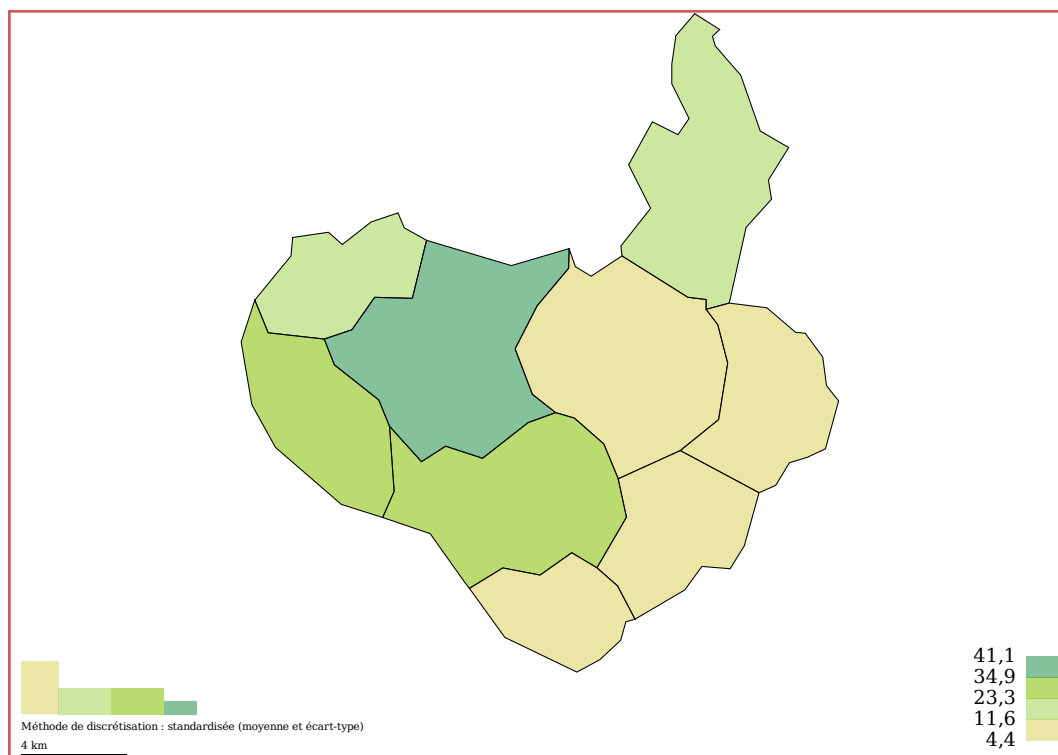 41,1
34,9
23,3
11,6
4,4
Méthode de discrétisation : standardisée (moyenne et écart-type)
4 km